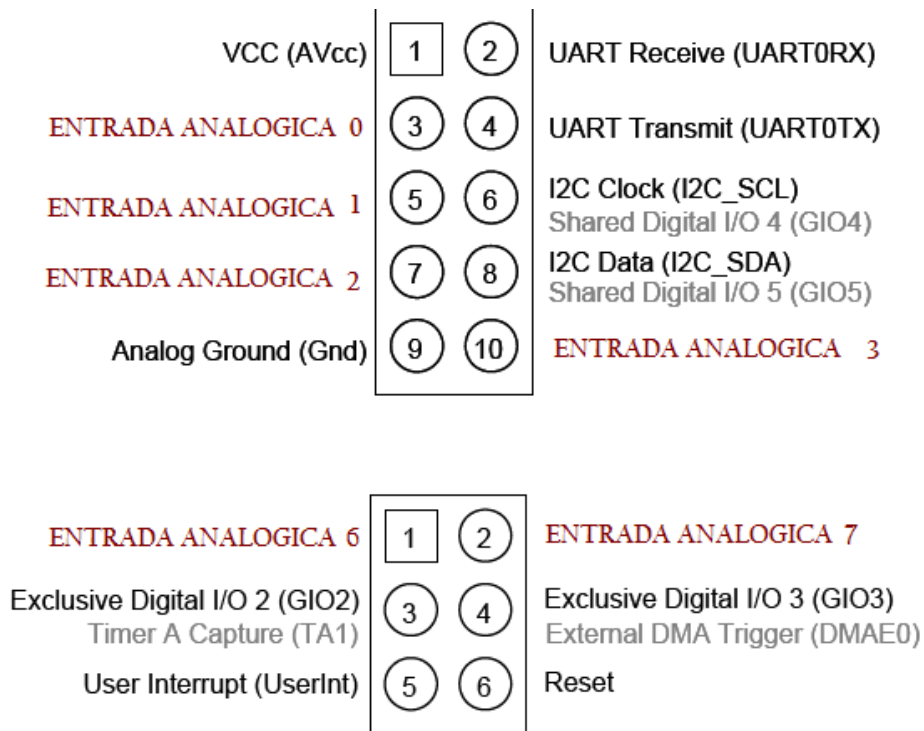 VCC (AVcc) 1 2 UART Receive (UART0RX)
ENTRADA ANALOGICA 0 3 4 UART Transmit (UART0TX)
ENTRADA ANALOGICA 1 5 6 I2C Clock (I2C_SCL)
Shared Digital I/O 4 (GIO4)
ENTRADA ANALOGICA 2 7 8 I2C Data (I2C_SDA)
Shared Digital I/O 5 (GIO5)
Analog Ground (Gnd) 9 10 ENTRADA ANALOGICA 3
ENTRADA ANALOGICA 6 1 2 ENTRADA ANALOGICA 7
Exclusive Digital I/O 2 (GIO2) 3 4 Exclusive Digital I/O 3 (GIO3)
Timer A Capture (TA1) External DMA Trigger (DMAE0)
User Interrupt (UserInt) 5 6 Reset